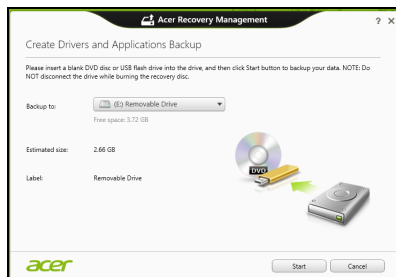 Acer Recovery Management
? X
Create Drivers and Applications Backup
Please insert a blank DVD disc or USB flash drive into the drive, and then click Start button to backup your data. NOTE: Do
NOT disconnect the drive while burning the recovery disc.
Backup to:
(E:) Removable Drive
Free space: 3.72 GB
Estimated size:
2.66 GB
DVD
Label:
Removable Drive
acer
Start
Cancel